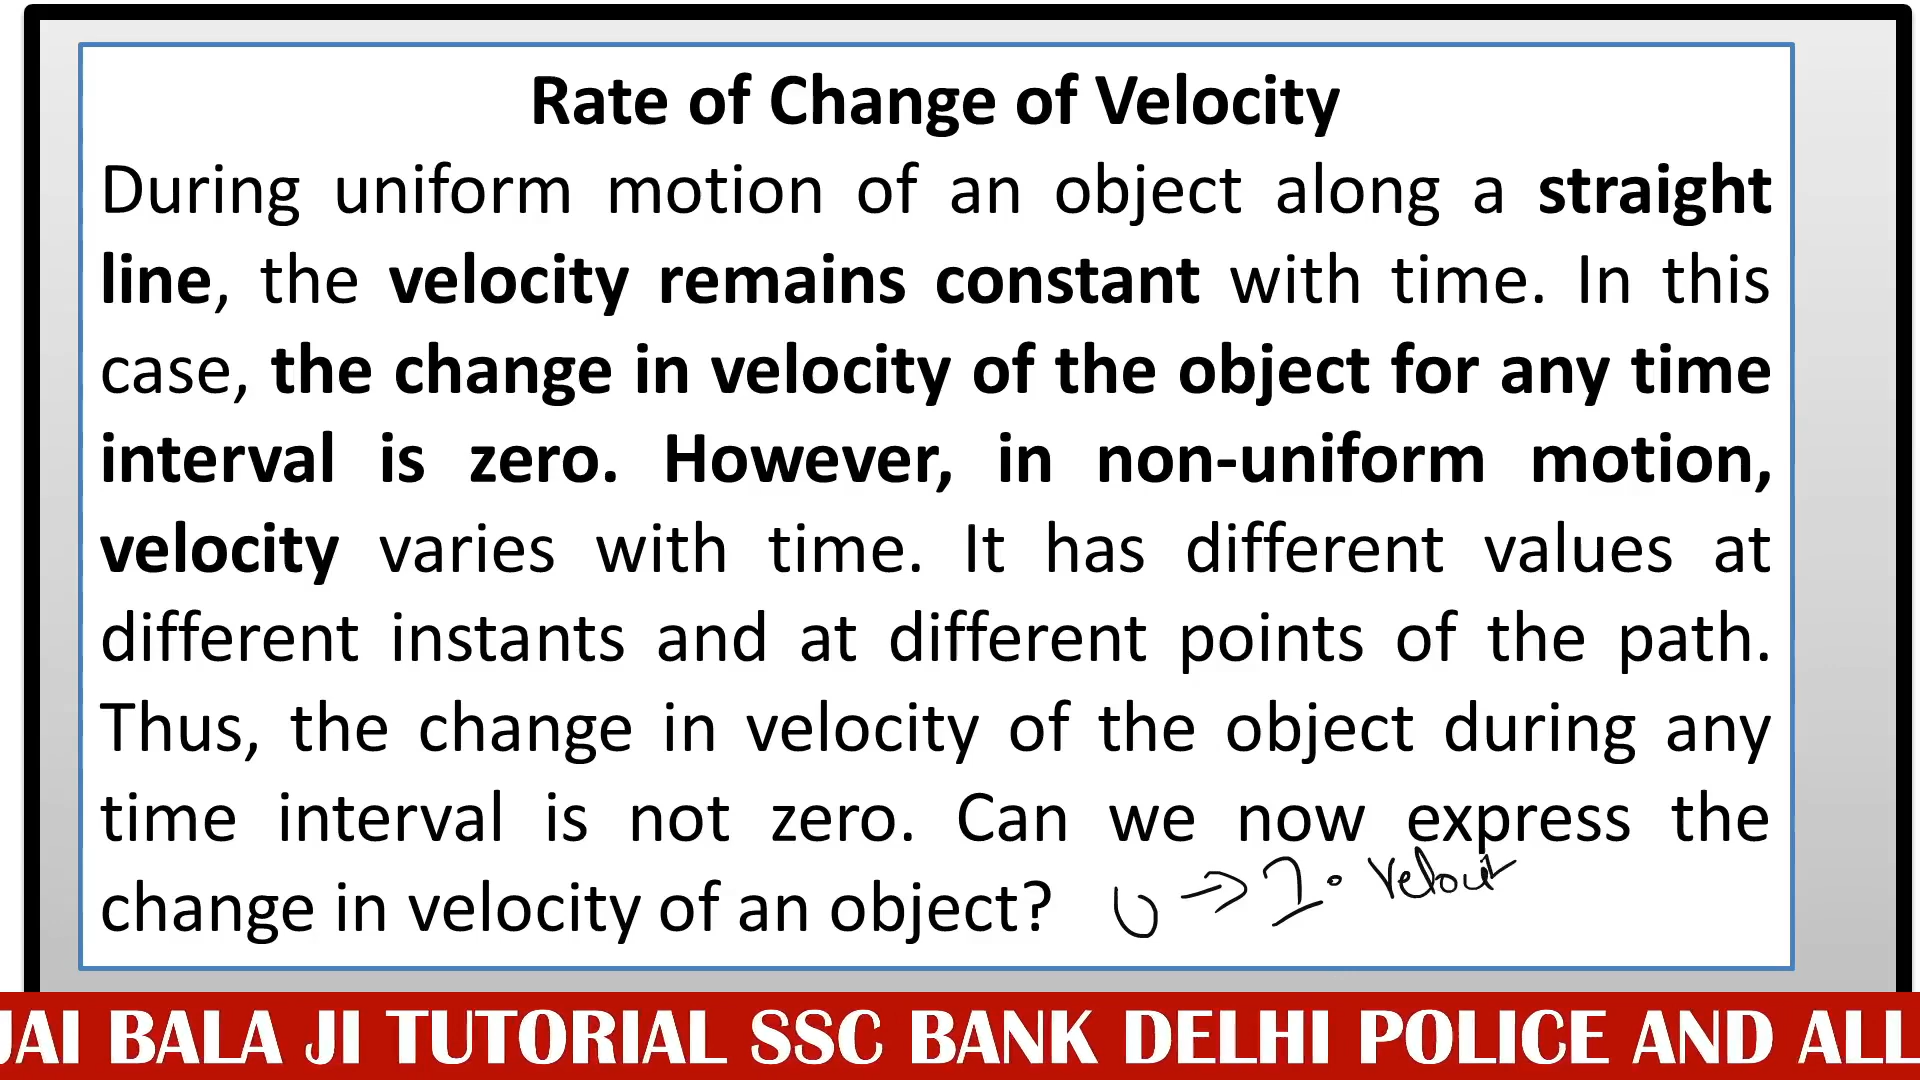 Rate of Change of Velocity
During uniform motion of an object along a straight
line, the velocity remains constant with time. In this
case, the change in velocity of the object for any time
interval is zero. However, in non-uniform motion,
velocity varies with time. It has different values at
different instants and at different points of the path.
Thus, the change in velocity of the object during any
time interval is not zero. Can we now express the
change in velocity of an object? U → I.
JAI BALA JI TUTORIAL SSC BANK DELHI POLICE AND ALL